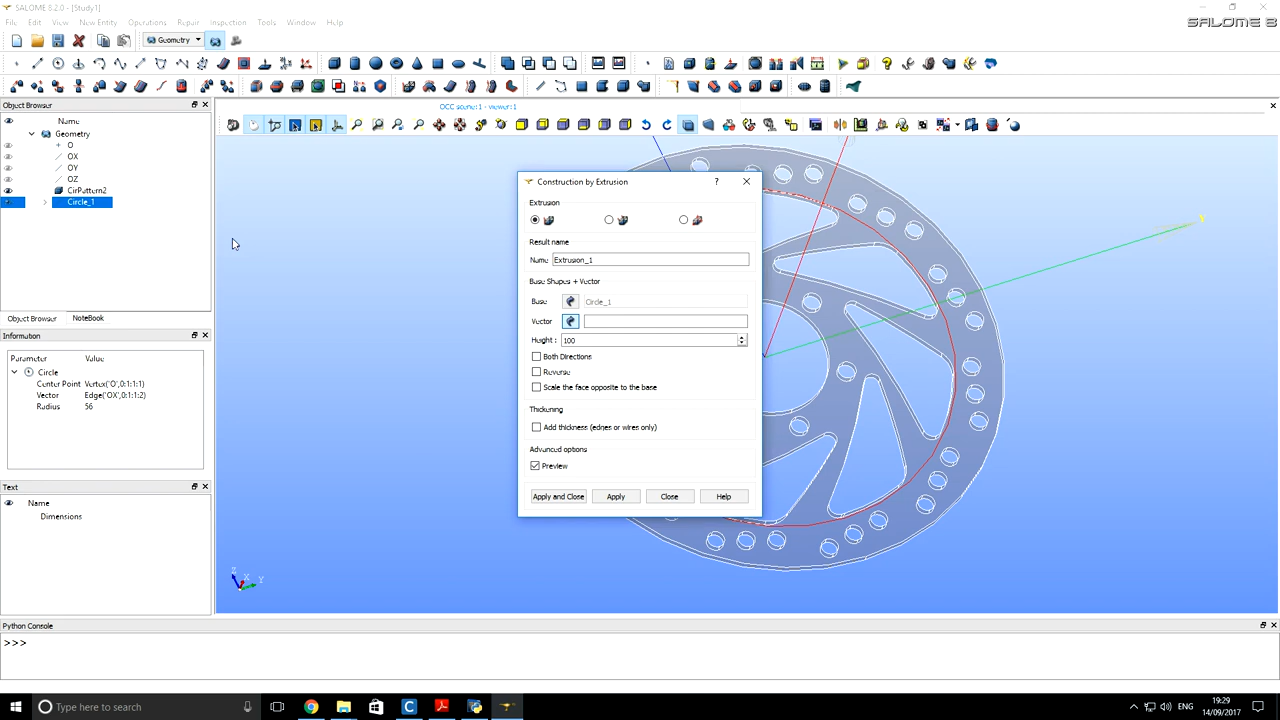 SALOME 8.2.0 - [Study1]
File Edit View New Entity Operations Repair Inspection Tools Window Help
SALOME 8
Geometry
Object Browser
OCC scene:1 - viewer:1
Name
Geometry
O
OX
OY
OZ
CirPattern2
Circle_1
Object Browser NoteBook
Information
Parameter Value
Circle
Center Point Vertex('O',0:1:1:1)
Vector Edge('OX',0:1:1:2)
Radius 56
Text
Name
Dimensions
Construction by Extrusion ?
Extrusion
Result name
Name Extrusion_1
Base Shapes + Vector
Base Circle_1
Vector
Height : 100
Both Directions
Reverse
Scale the face opposite to the base
Thickening
Add thickness (edges or wires only)
Advanced options
Preview
Apply and Close Apply Close Help
Y
Z
X
Y
Python Console
>>>
Type here to search
ENG
19:29
14/09/2017